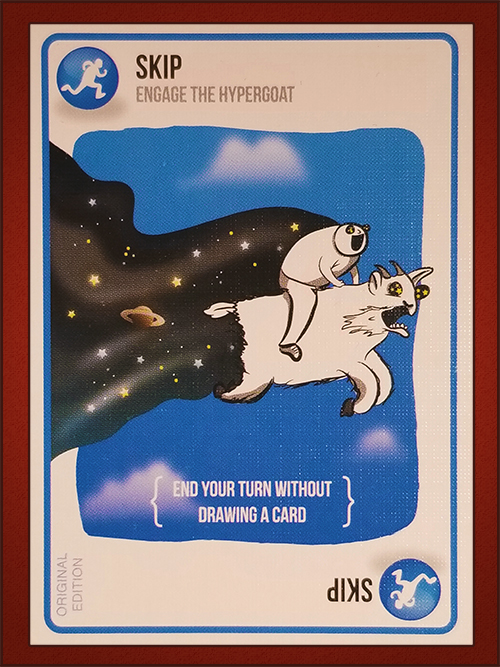 SKIP
ENGAGE THE HYPERGOAT
END YOUR TURN WITHOUT
DRAWING A CARD
ORIGINAL
EDITION
SKIP